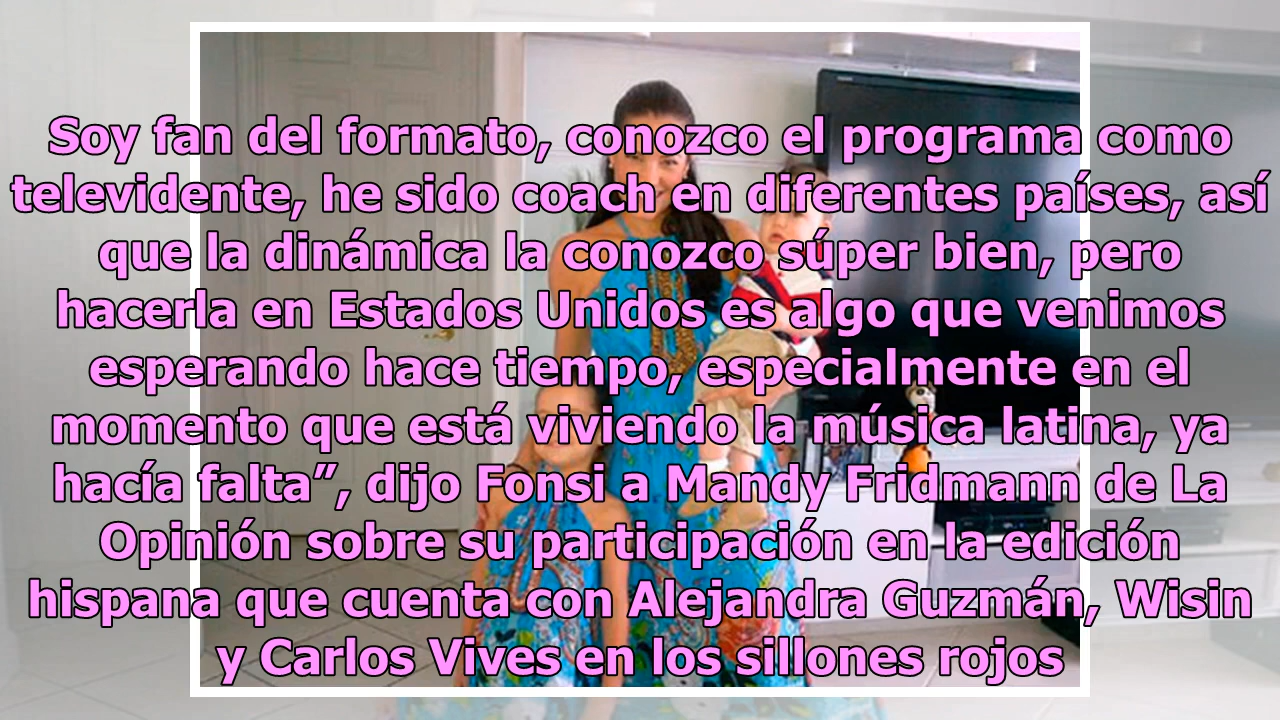 Soy fan del formato, conozco el programa como
televidente, he sido coach en diferentes países, así
que la dinámica la conozco súper bien, pero
hacerla en Estados Unidos es algo que venimos
esperando hace tiempo, especialmente en el
momento que está viviendo la música latina, ya
hacía falta”, dijo Fonsi a Mandy Fridmann de La
Opinión sobre su participación en la edición
hispana que cuenta con Alejandra Guzmán, Wisin
y Carlos Vives en los sillones rojos